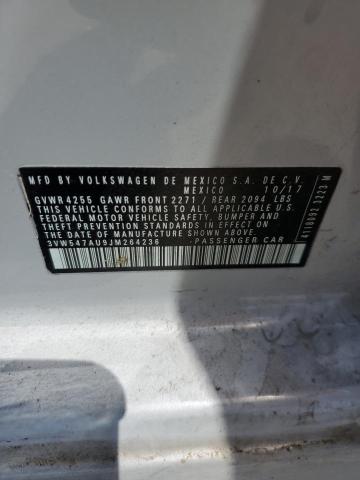 MFD BY VOLKSWAGEN DE MEXICO S.A. DE C.V.
MEXICO 10/17
GVWR 4255 GAWR FRONT 2271 / REAR 2094 LBS
THIS VEHICLE CONFORMS TO ALL APPLICABLE U.S.
FEDERAL MOTOR VEHICLE SAFETY, BUMPER AND
THEFT PREVENTION STANDARDS IN EFFECT
ON THE DATE OF MANUFACTURE SHOWN ABOVE
3VW547AU9JM264236 PASSENGER CAR